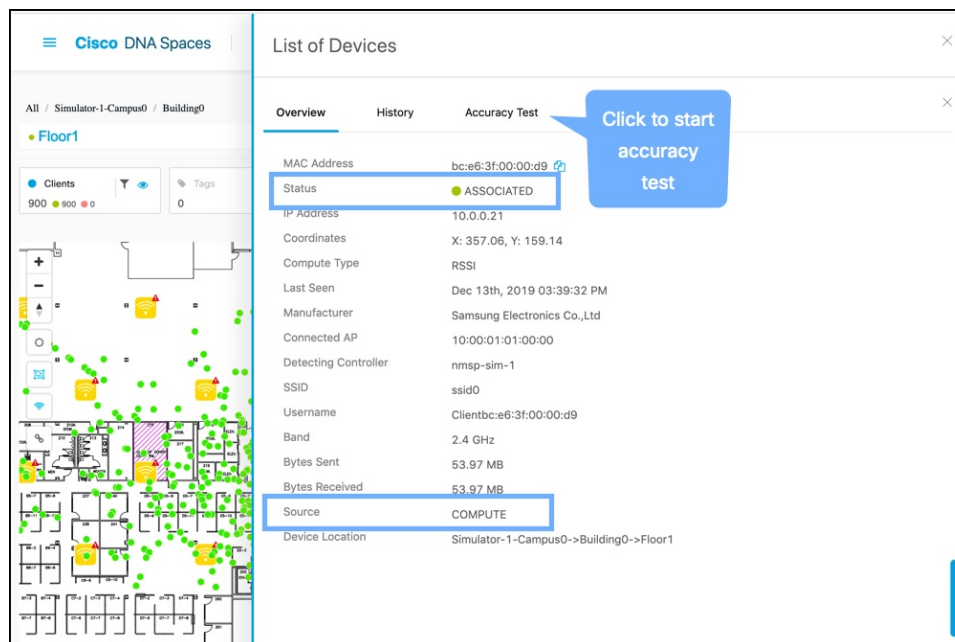 Cisco DNA Spaces
List of Devices
All / Simulator-1-Campus0 / Building0
Floor1
Clients
Tags
900 900 0
0
Overview History Accuracy Test
Click to start
accuracy
test
MAC Address bc:e6:3f:00:00:d9
Status ASSOCIATED
IP Address 10.0.0.21
Coordinates X: 357.06, Y: 159.14
Compute Type RSSI
Last Seen Dec 13th, 2019 03:39:32 PM
Manufacturer Samsung Electronics Co.,Ltd
Connected AP 10:00:01:01:00:00
Detecting Controller nmsp-sim-1
SSID ssid0
Username Clientbc:e6:3f:00:00:d9
Band 2.4 GHz
Bytes Sent 53.97 MB
Bytes Received 53.97 MB
Source COMPUTE
Device Location Simulator-1-Campus0->Building0->Floor1